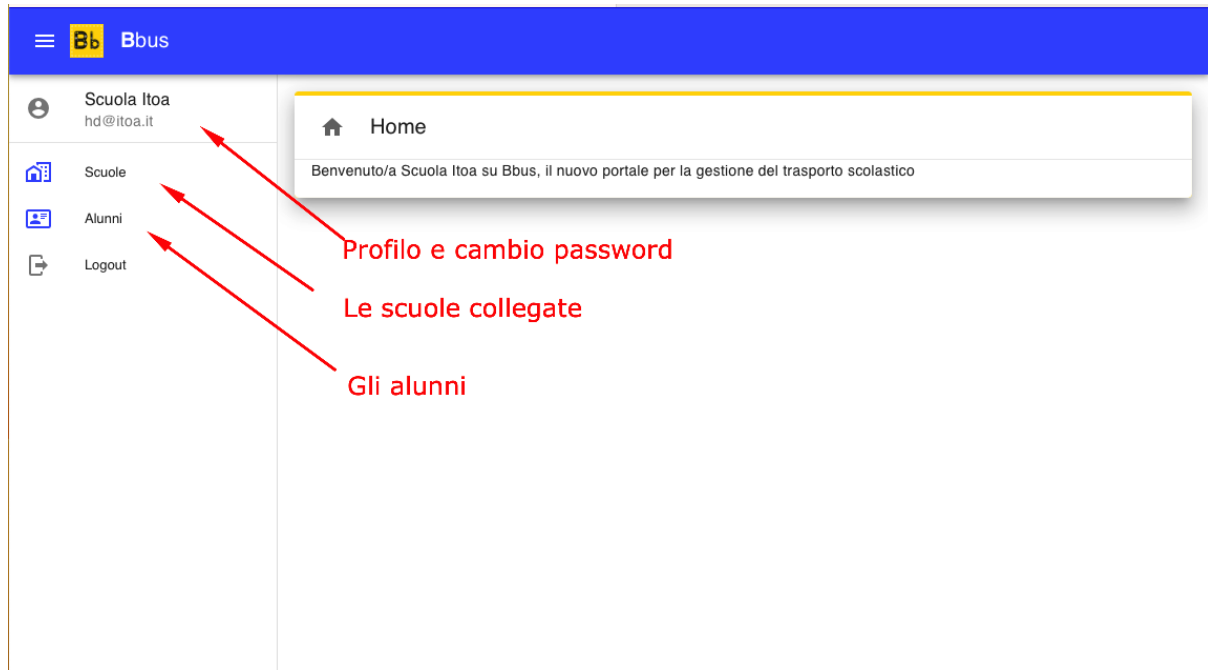 Bb Bbus
Scuola Itoa
hd@itoa.it
Home
Benvenuto/a Scuola Itoa su Bbus, il nuovo portale per la gestione del trasporto scolastico
Scuole
Alunni
Logout
Profilo e cambio password
Le scuole collegate
Gli alunni